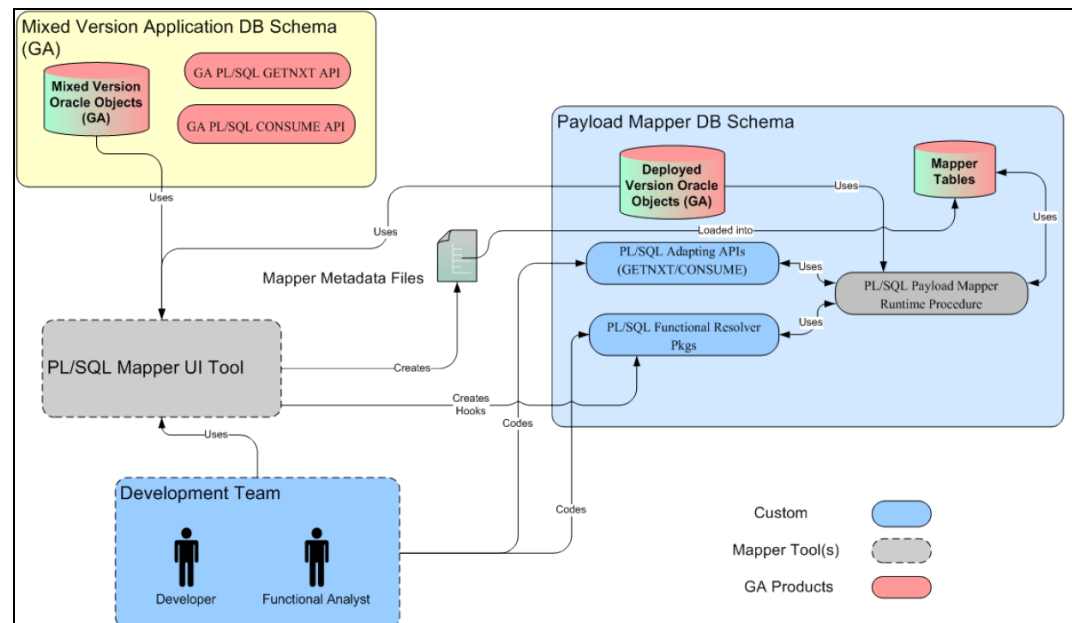 Mixed Version Application DB Schema
(GA)
Mixed Version
Oracle Objects
(GA)
GA PL/SQL GETNXT API
GA PL/SQL CONSUME API
Uses
Payload Mapper DB Schema
Deployed
Version Oracle
Objects (GA)
Mapper
Tables
Uses
Uses
Uses
Loaded into
Mapper Metadata Files
PL/SQL Adapting APIs
(GETNXT/CONSUME)
Uses
PL/SQL Payload Mapper
Runtime Procedure
PL/SQL Functional Resolver
Pkgs
Uses
PL/SQL Mapper UI Tool
Creates
Creates
Hooks
Codes
Uses
Development Team
Developer
Functional Analyst
Codes
Custom
Mapper Tool(s)
GA Products